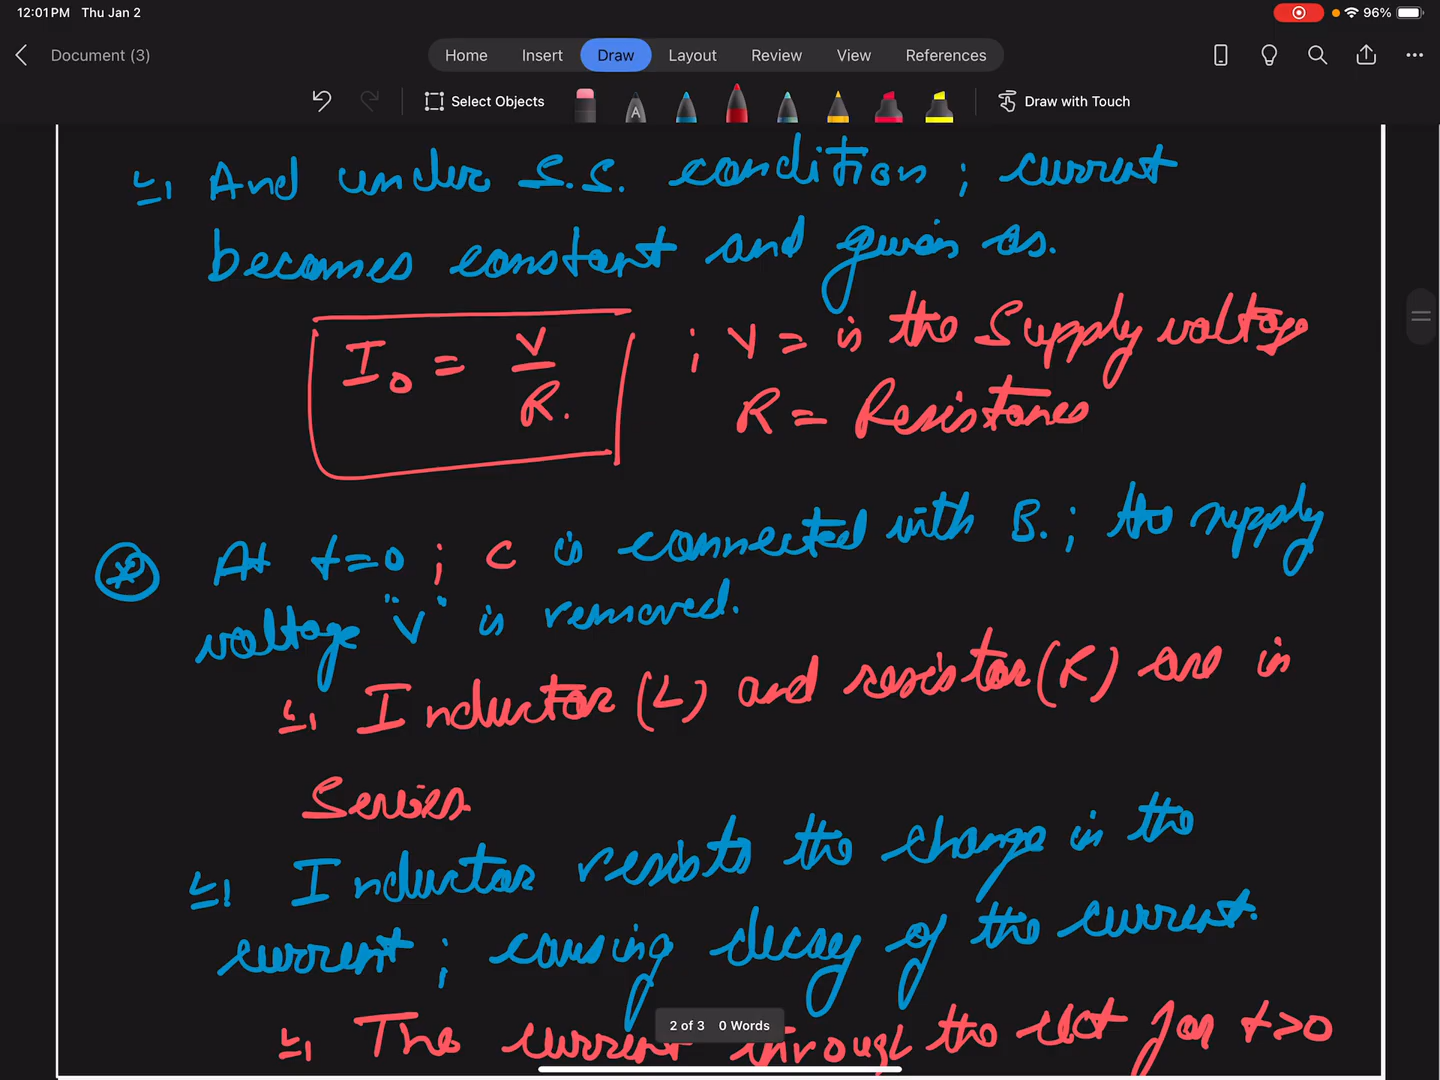 12:01 PM Thu Jan 2 96%
Document (3) Home Insert Draw Layout Review View References
Select Objects A Draw with Touch
↳ And under S.S. condition ; current
becomes constant and given as.
I₀ = V/R. ; V = is the Supply voltage
R = Resistance
⊛ At t=0 ; C is connected with B. ; the supply
voltage "V" is removed.
↳ Inductor (L) and resistor (R) are in
Series
↳ Inductor resists the change in the
current ; causing decay of the current.
↳ The current through the ckt for t>0
2 of 3 0 Words